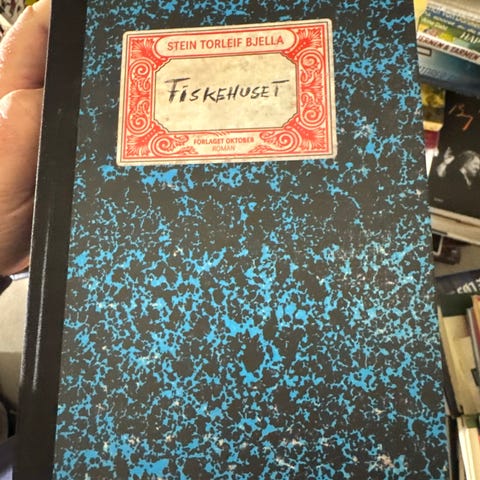 STEIN TORLEIF BJELLA
FISKEHUSET
FORLAGET OKTOBER
ROMAN